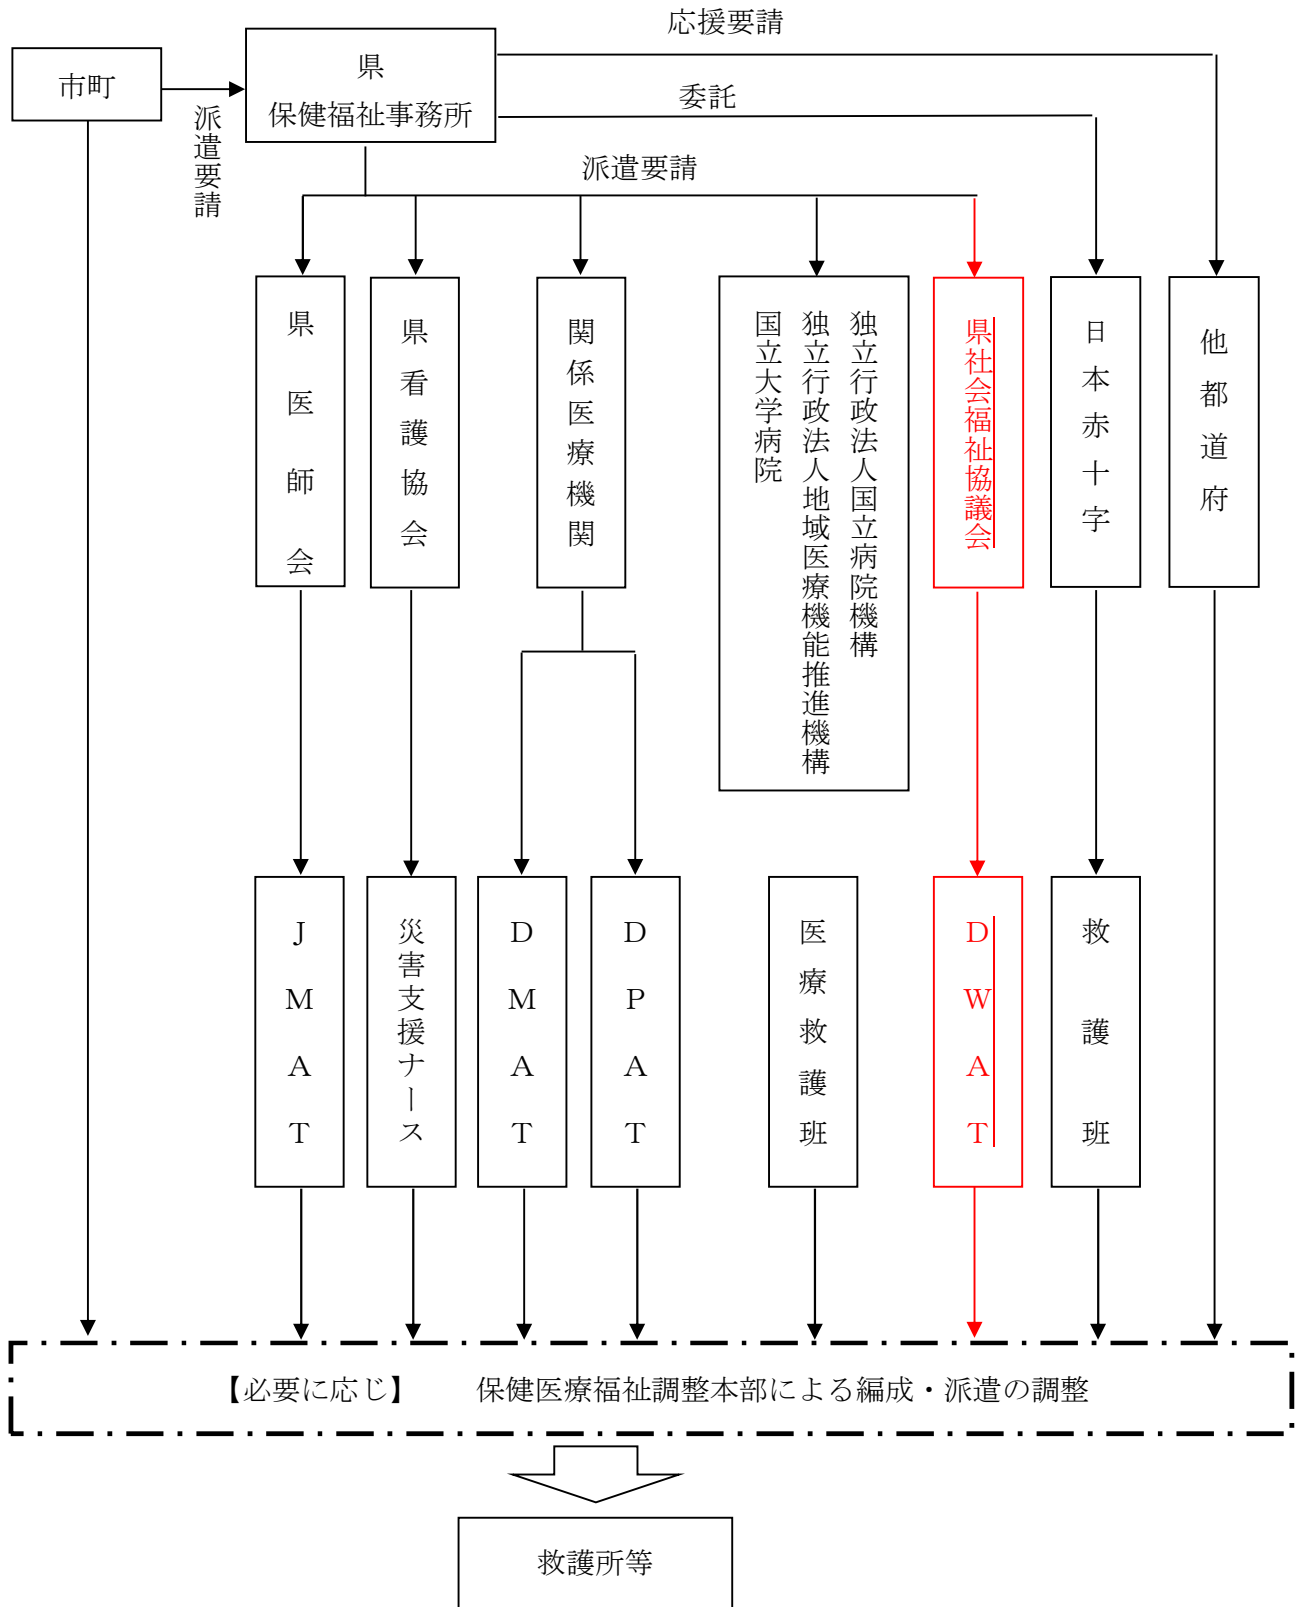 応援要請
市町
県
保健福祉事務所
委託
派遣要請
派遣要請
県医師会
県看護協会
関係医療機関
独立行政法人国立病院機構
独立行政法人地域医療機能推進機構
国立大学病院
県社会福祉協議会
日本赤十字
他都道府
JMAT
災害支援ナース
DMAT
DPAT
医療救護班
DWAT
救護班
【必要に応じ】　保健医療福祉調整本部による編成・派遣の調整
救護所等